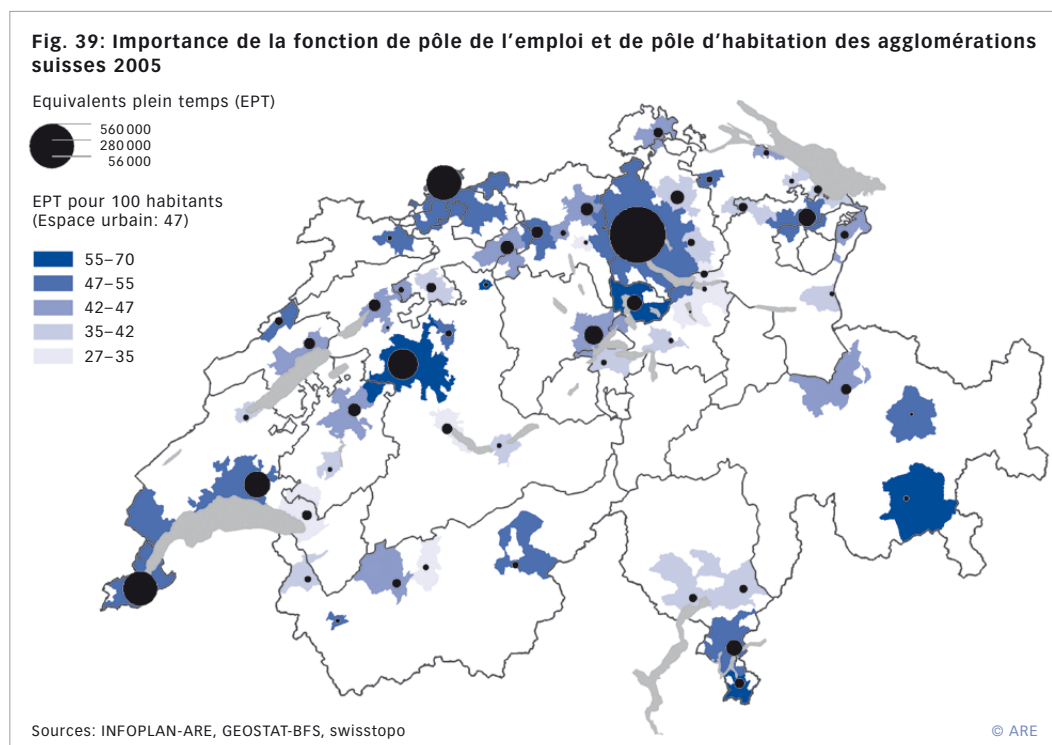 Fig. 39: Importance de la fonction de pôle de l'emploi et de pôle d'habitation des agglomérations
suisses 2005
Equivalents plein temps (EPT)
560 000
280 000
56 000
EPT pour 100 habitants
(Espace urbain: 47)
55–70
47–55
42–47
35–42
27–35
Sources: INFOPLAN-ARE, GEOSTAT-BFS, swisstopo
© ARE